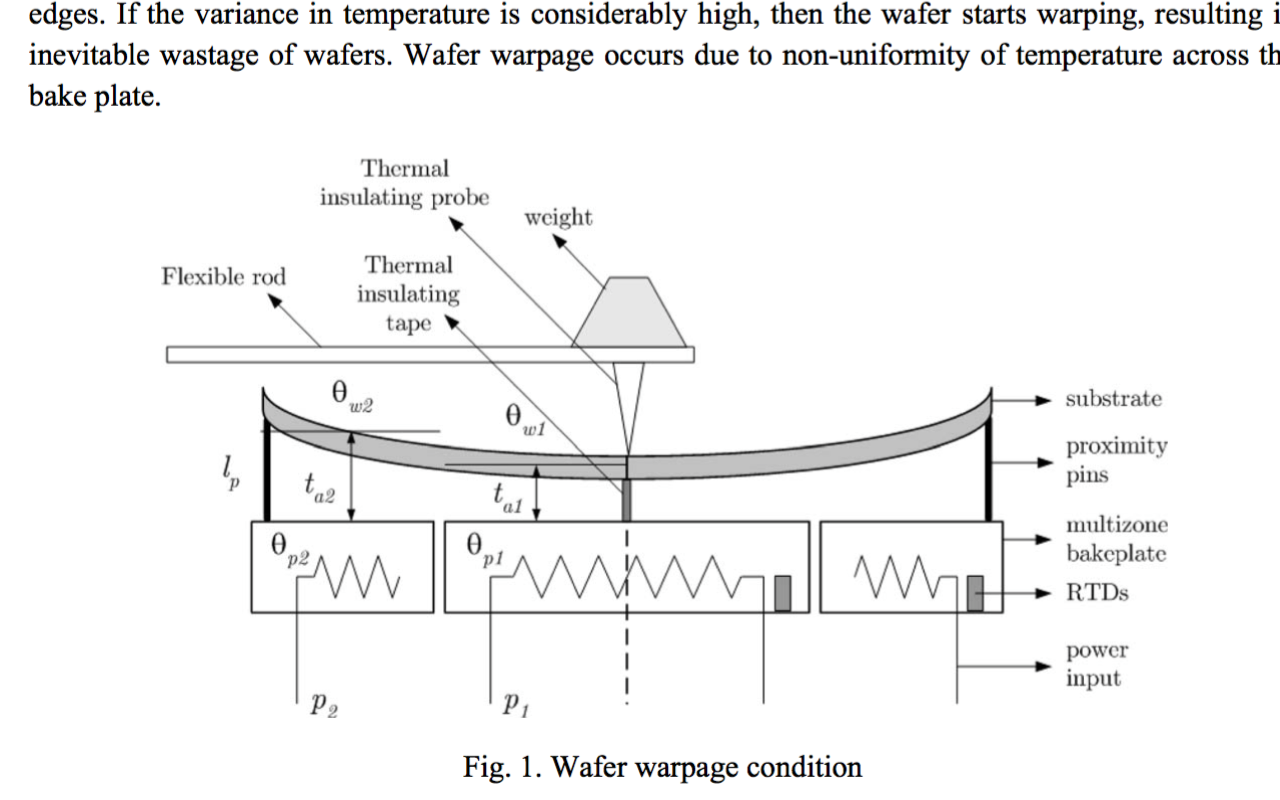 edges. If the variance in temperature is considerably high, then the wafer starts warping, resulting
inevitable wastage of wafers. Wafer warpage occurs due to non-uniformity of temperature across
bake plate.
Thermal
insulating probe
weight
Flexible rod
Thermal
insulating
tape
θw2
θw1
substrate
proximity
pins
lp
ta2
ta1
multizone
bakeplate
θp2
θp1
RTDs
power
input
p2
p1
Fig. 1. Wafer warpage condition